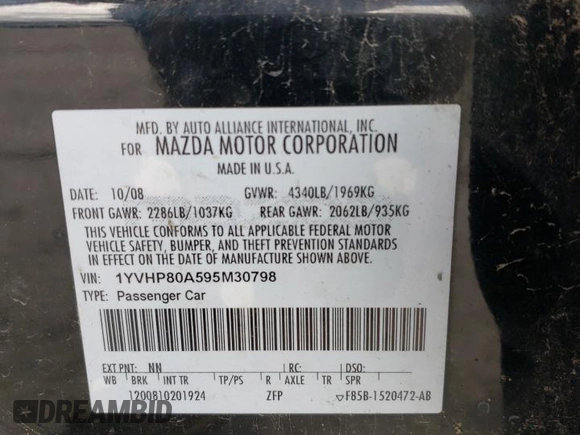 MFD. BY AUTO ALLIANCE INTERNATIONAL, INC.
FOR MAZDA MOTOR CORPORATION
MADE IN U.S.A.
DATE: 10/08 GVWR: 4340LB/1969KG
FRONT GAWR: 2286LB/1037KG REAR GAWR: 2062LB/935KG
THIS VEHICLE CONFORMS TO ALL APPLICABLE FEDERAL MOTOR
VEHICLE SAFETY, BUMPER, AND THEFT PREVENTION STANDARDS
IN EFFECT ON THE DATE OF MANUFACTURE SHOWN ABOVE.
VIN: 1YVHP80A595M30798
TYPE: Passenger Car
EXT PNT: NN RC: DSO:
WB BRK INT TR TP/PS R AXLE TR SPR
1200810201924 ZFP ▽F85B-1520472-AB
DREAMBID